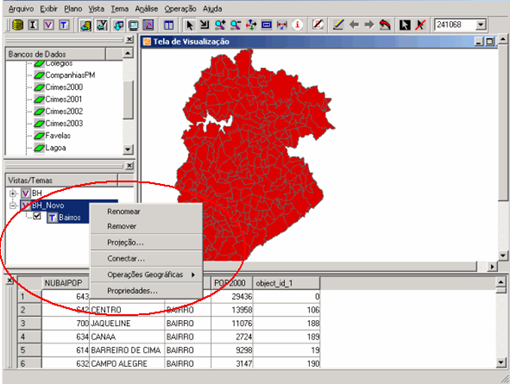 Arquivo Exibir Plano Vista Tema Análise Operação Ajuda
241068
Bancos de Dados
Colegios
CompanhiasPM
Crimes2000
Crimes2001
Crimes2002
Crimes2003
Favelas
Lagoa
Tela de Visualização
Vistas/Temas
BH
BH_Novo
Bairros
Renomear
Remover
Projeção...
Conectar...
Operações Geográficas
Propriedades...
NUBAIPOP POP2000 object_id_1
1 643 29436 0
2 642 CENTRO BAIRRO 13958 106
3 700 JAQUELINE BAIRRO 11076 188
4 634 CANAA BAIRRO 2724 189
5 614 BARREIRO DE CIMA BAIRRO 9298 19
6 632 CAMPO ALEGRE BAIRRO 3147 190